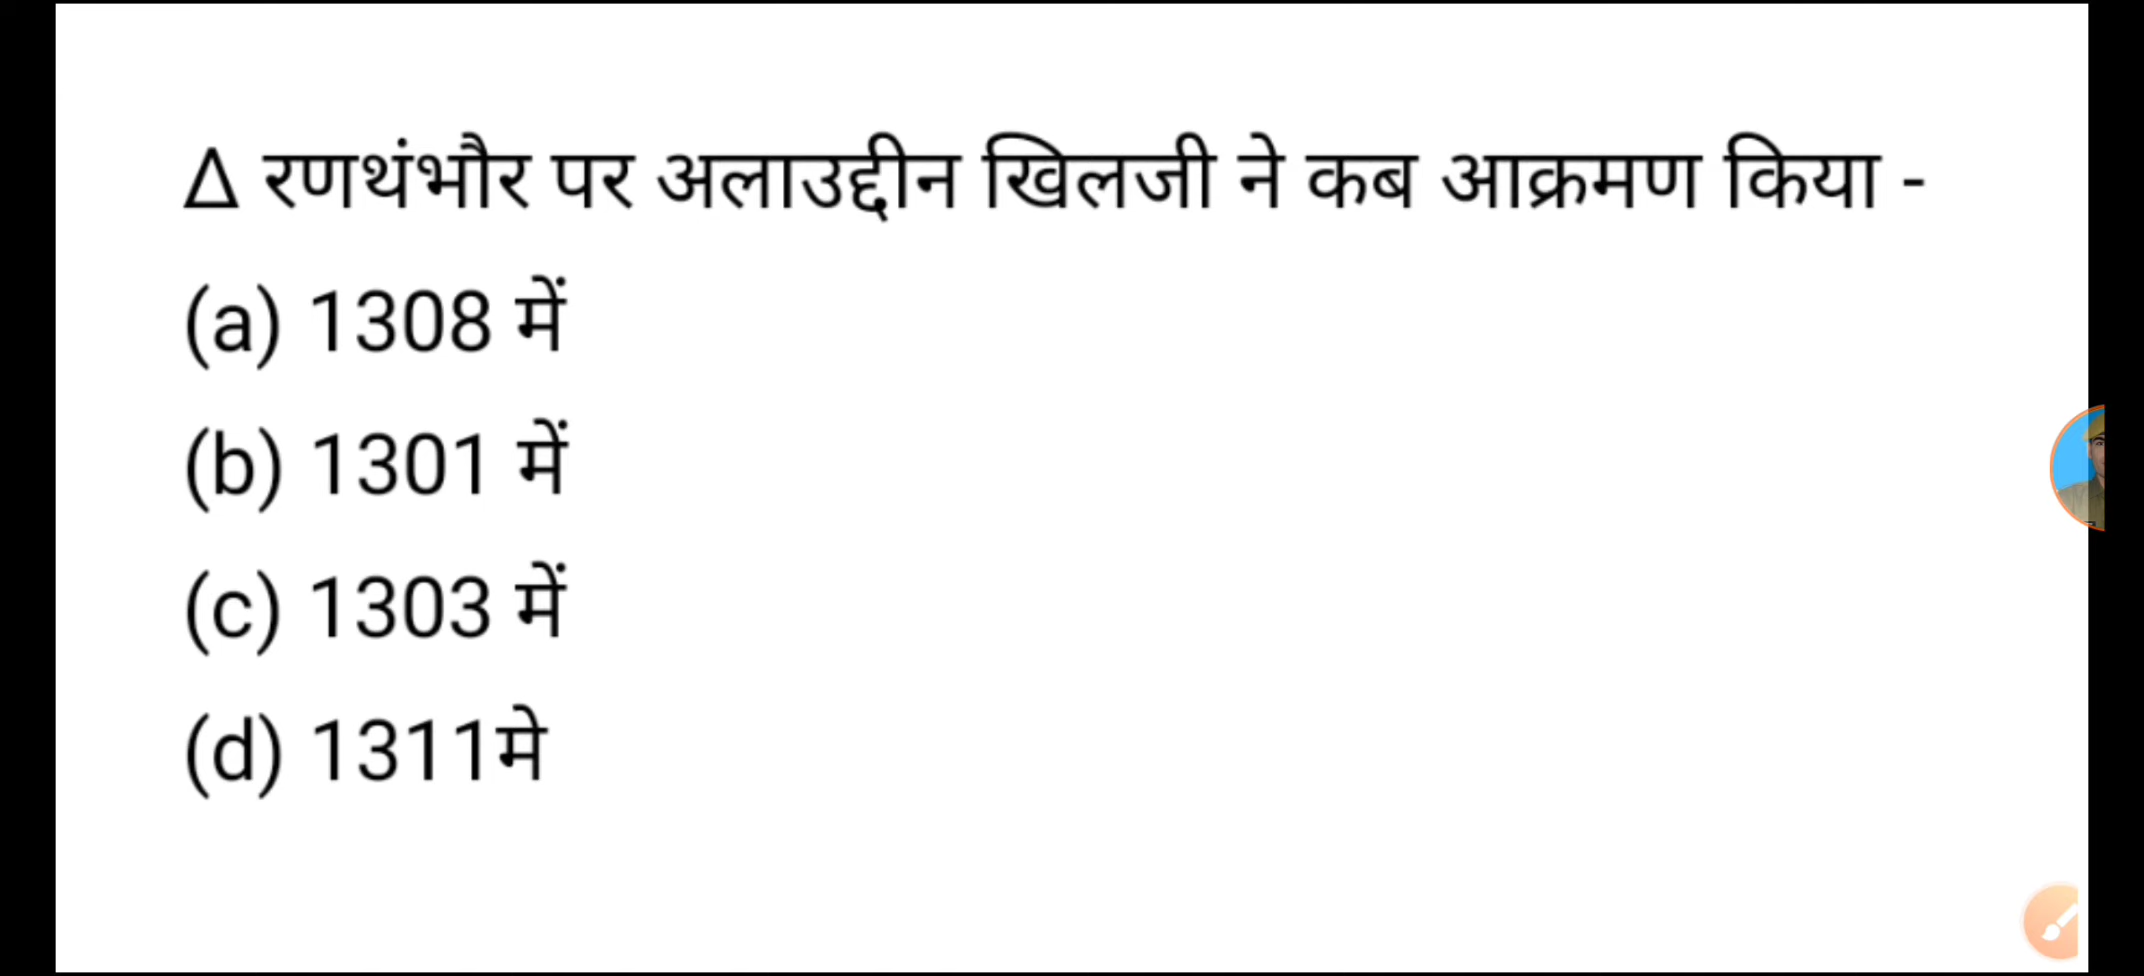 Δ रणथंभौर पर अलाउद्दीन खिलजी ने कब आक्रमण किया -
(a) 1308 में
(b) 1301 में
(c) 1303 में
(d) 1311मे